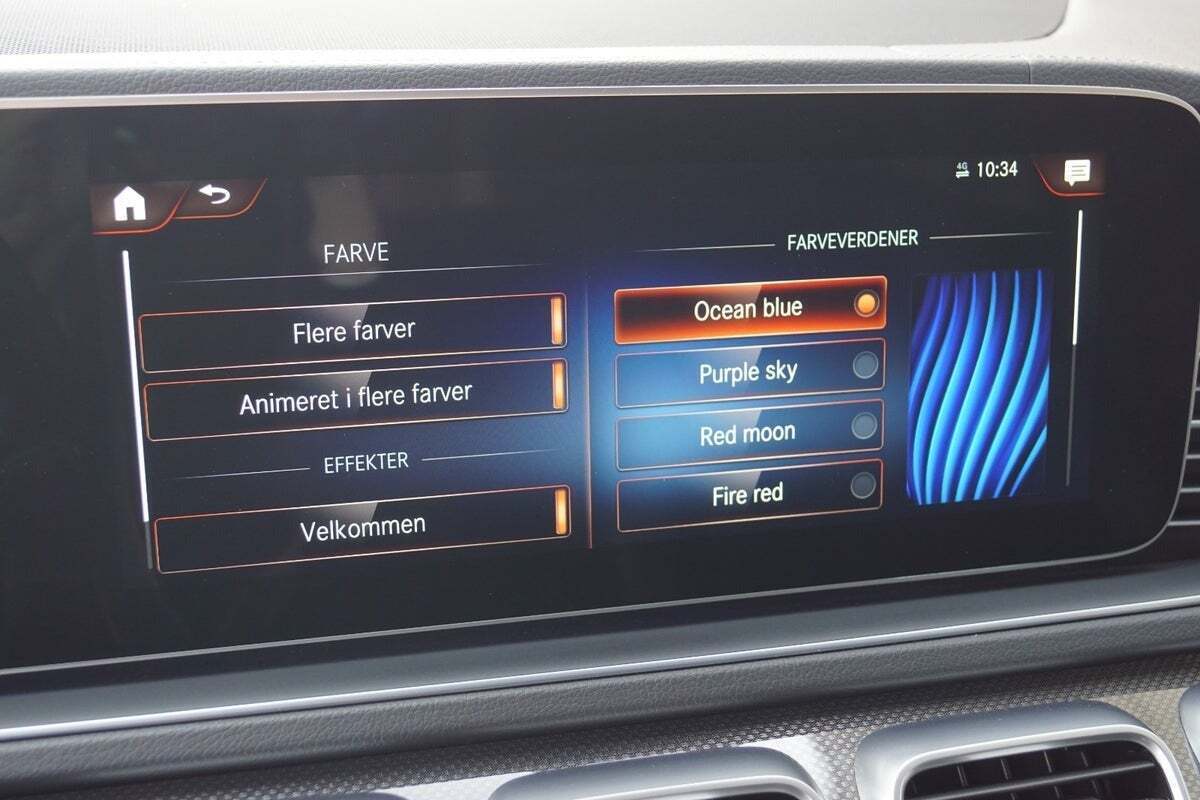 4G 10:34
FARVE
Flere farver
Animeret i flere farver
EFFEKTER
Velkommen
FARVEVERDENER
Ocean blue
Purple sky
Red moon
Fire red